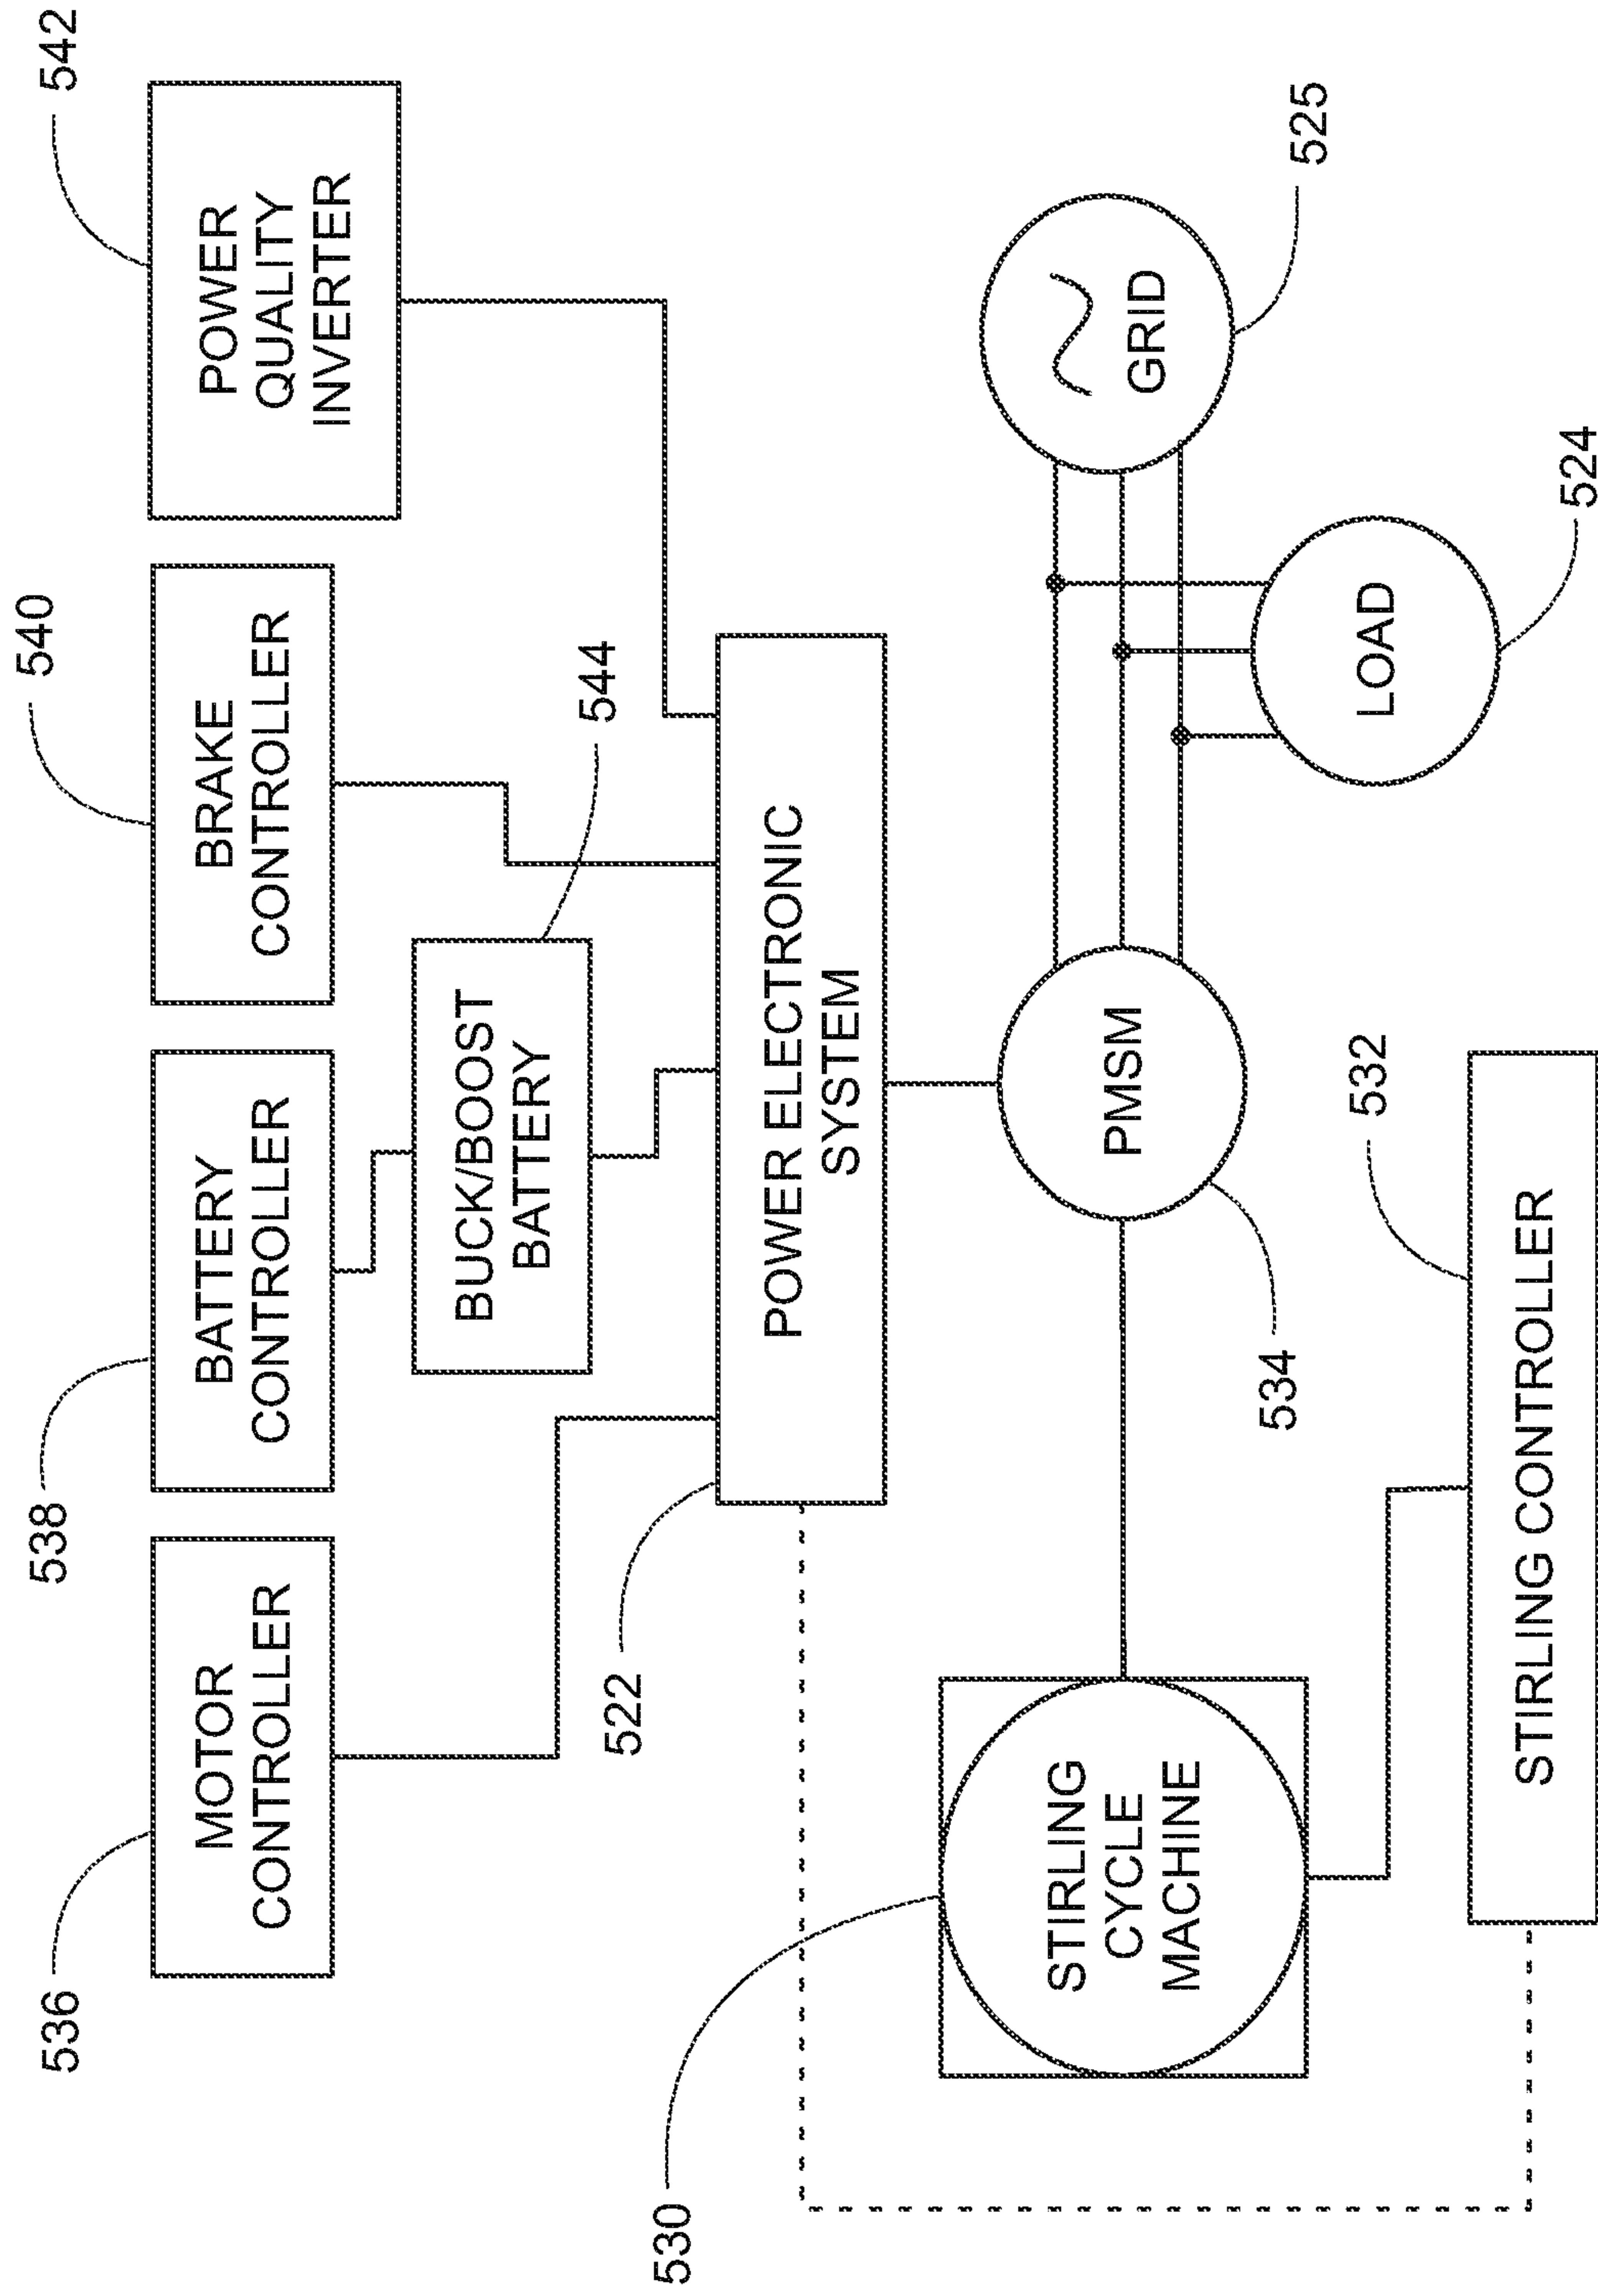 536
538
540
542
MOTOR
CONTROLLER
BATTERY
CONTROLLER
BRAKE
CONTROLLER
POWER
QUALITY
INVERTER
BUCK/BOOST
BATTERY
544
522
POWER ELECTRONIC
SYSTEM
530
STIRLING
CYCLE
MACHINE
PMSM
534
GRID
525
LOAD
524
532
STIRLING CONTROLLER